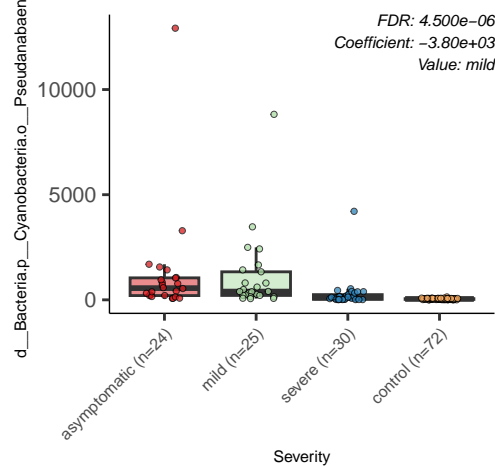 FDR: 4.500e−06
Coefficient: −3.80e+03
Value: mild
d__Bacteria.p__Cyanobacteria.o__Pseudanabaen
10000
5000
0
asymptomatic (n=24)
mild (n=25)
severe (n=30)
control (n=72)
Severity